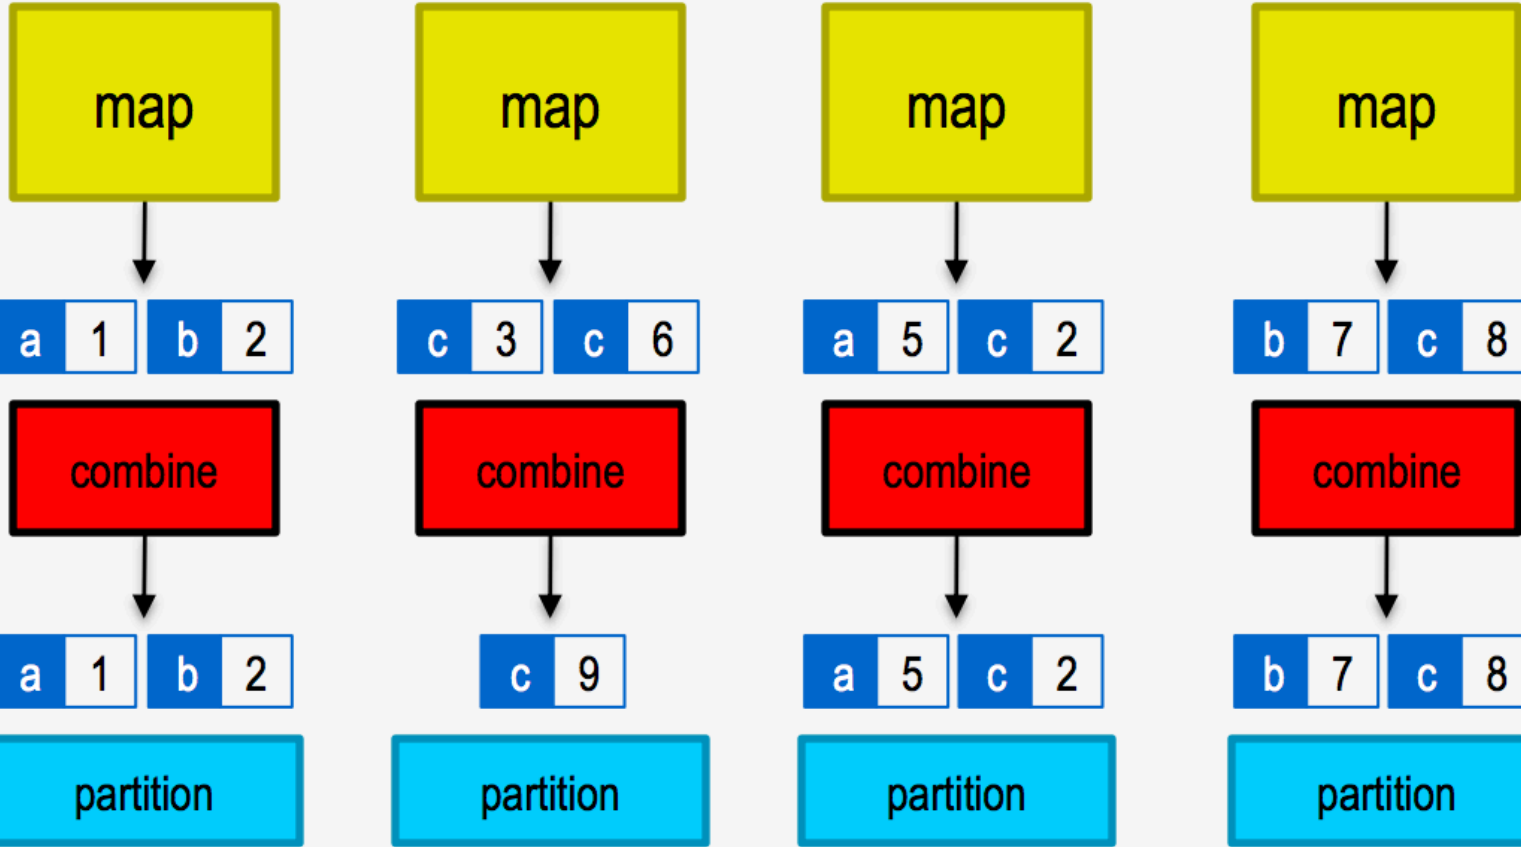 map map map map
a 1 b 2 c 3 c 6 a 5 c 2 b 7 c 8
combine combine combine combine
a 1 b 2 c 9 a 5 c 2 b 7 c 8
partition partition partition partition